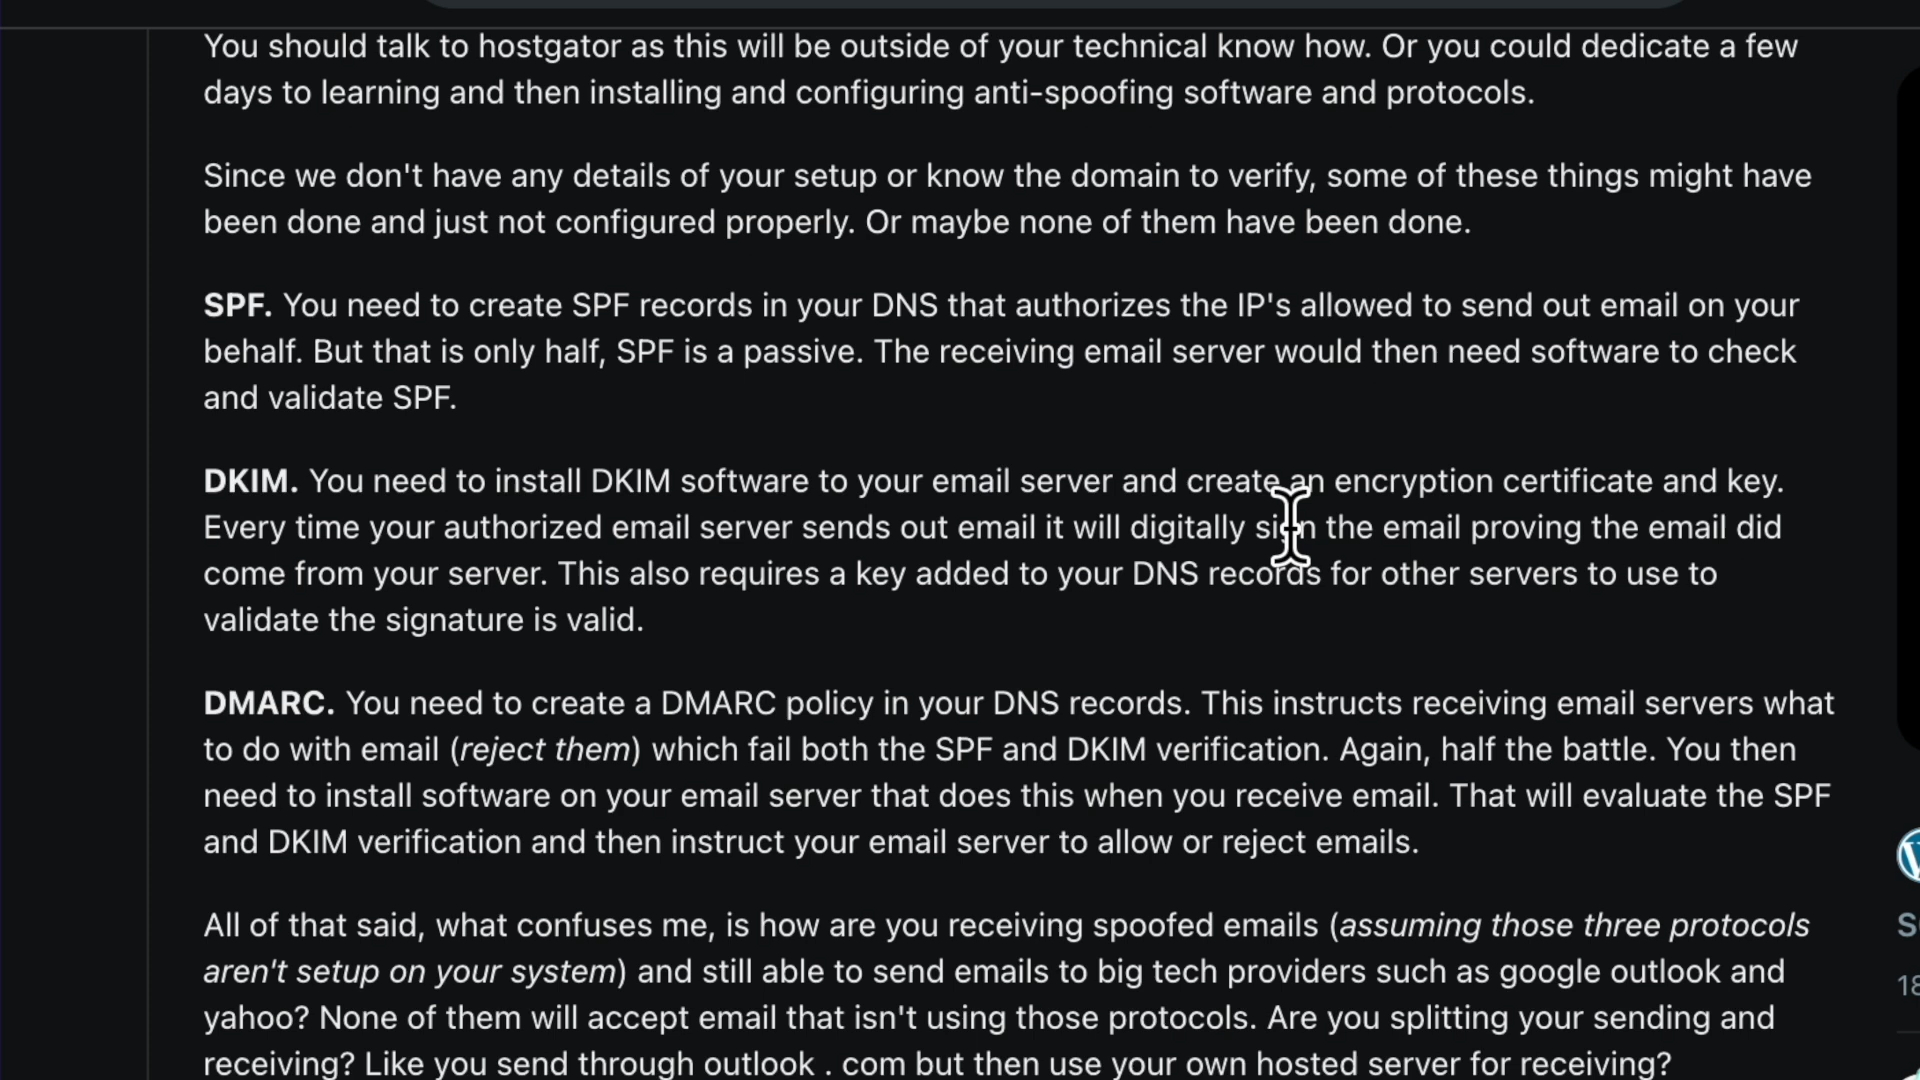 You should talk to hostgator as this will be outside of your technical know how. Or you could dedicate a few
days to learning and then installing and configuring anti-spoofing software and protocols.
Since we don't have any details of your setup or know the domain to verify, some of these things might have
been done and just not configured properly. Or maybe none of them have been done.
SPF. You need to create SPF records in your DNS that authorizes the IP's allowed to send out email on your
behalf. But that is only half, SPF is a passive. The receiving email server would then need software to check
and validate SPF.
DKIM. You need to install DKIM software to your email server and create an encryption certificate and key.
Every time your authorized email server sends out email it will digitally sign the email proving the email did
come from your server. This also requires a key added to your DNS records for other servers to use to
validate the signature is valid.
DMARC. You need to create a DMARC policy in your DNS records. This instructs receiving email servers what
to do with email (reject them) which fail both the SPF and DKIM verification. Again, half the battle. You then
need to install software on your email server that does this when you receive email. That will evaluate the SPF
and DKIM verification and then instruct your email server to allow or reject emails.
All of that said, what confuses me, is how are you receiving spoofed emails (assuming those three protocols
aren't setup on your system) and still able to send emails to big tech providers such as google outlook and
yahoo? None of them will accept email that isn't using those protocols. Are you splitting your sending and
receiving? Like you send through outlook . com but then use your own hosted server for receiving?
18